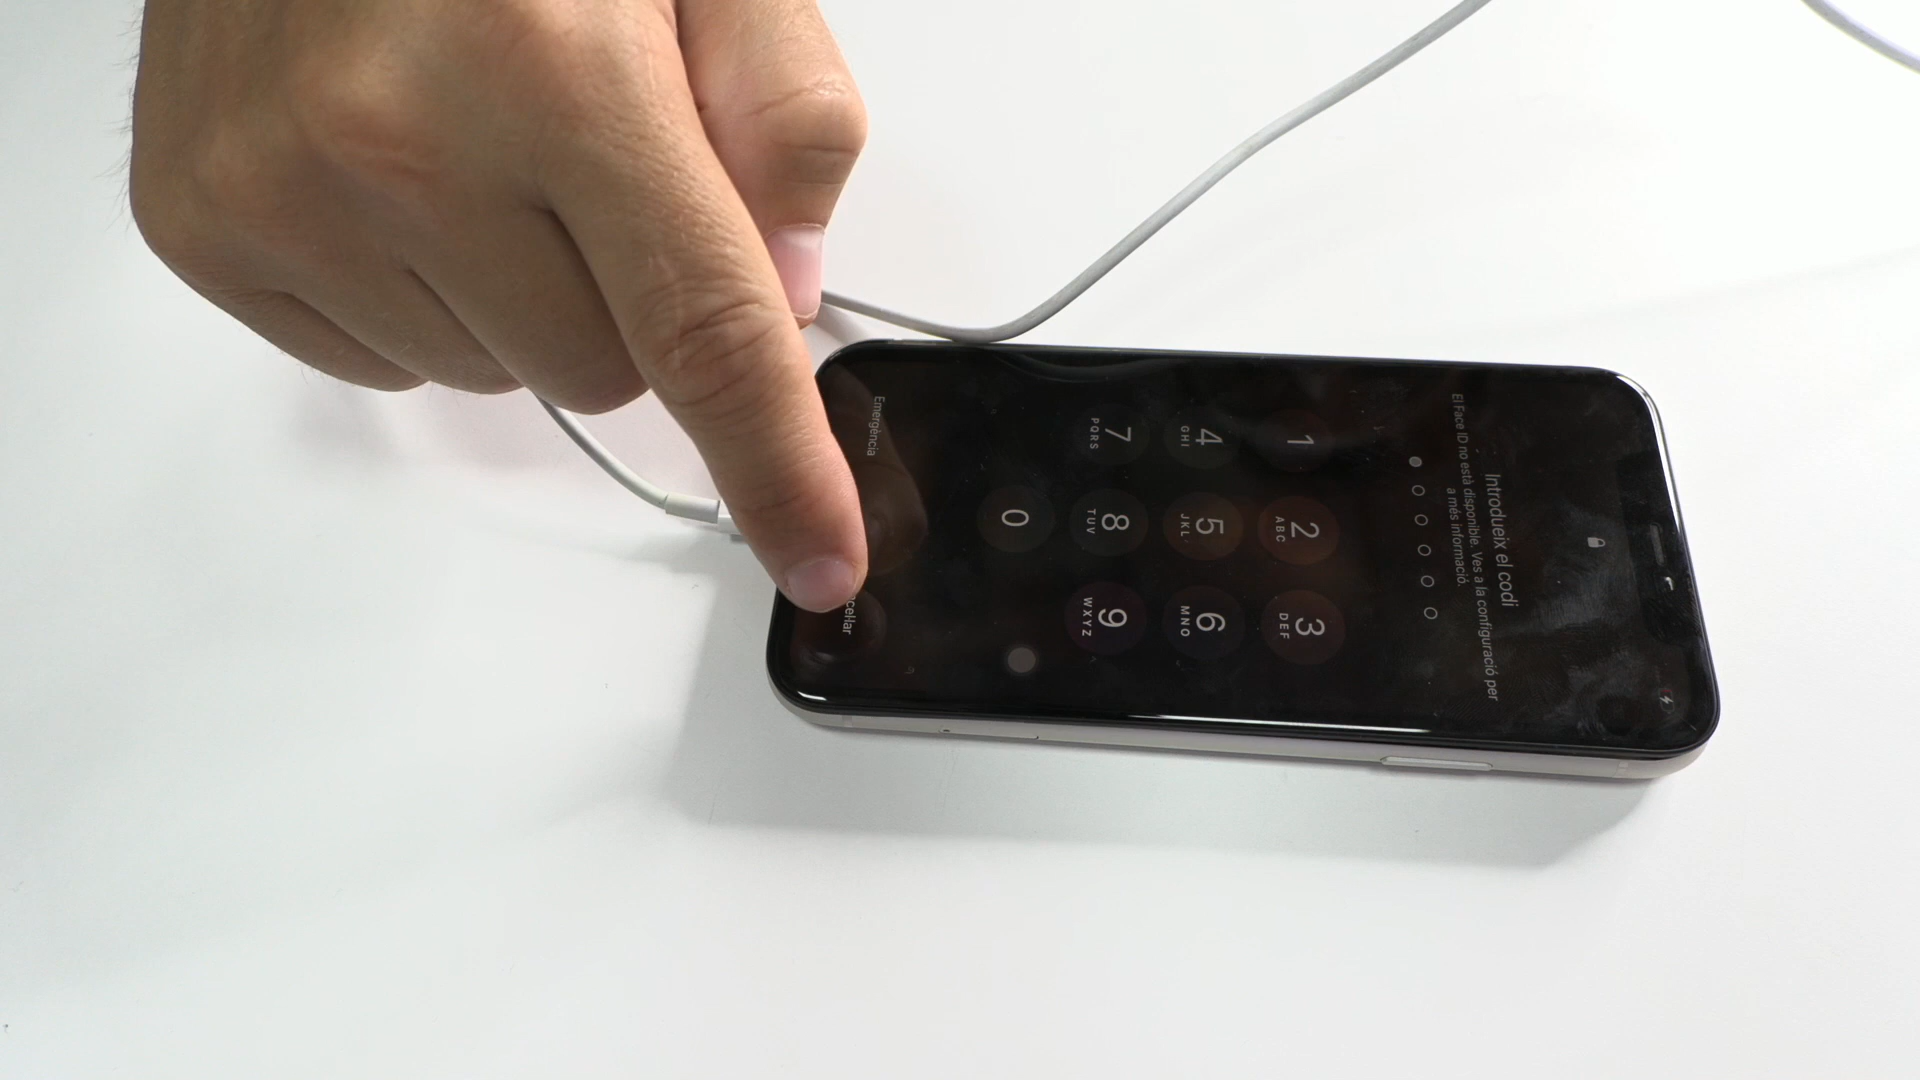 Introdueix el codi
El Face ID no està disponible. Ves a la configuració per
a més informació.
1
2
ABC
3
DEF
4
GHI
5
JKL
6
MNO
7
PQRS
8
TUV
9
WXYZ
0
Emergència